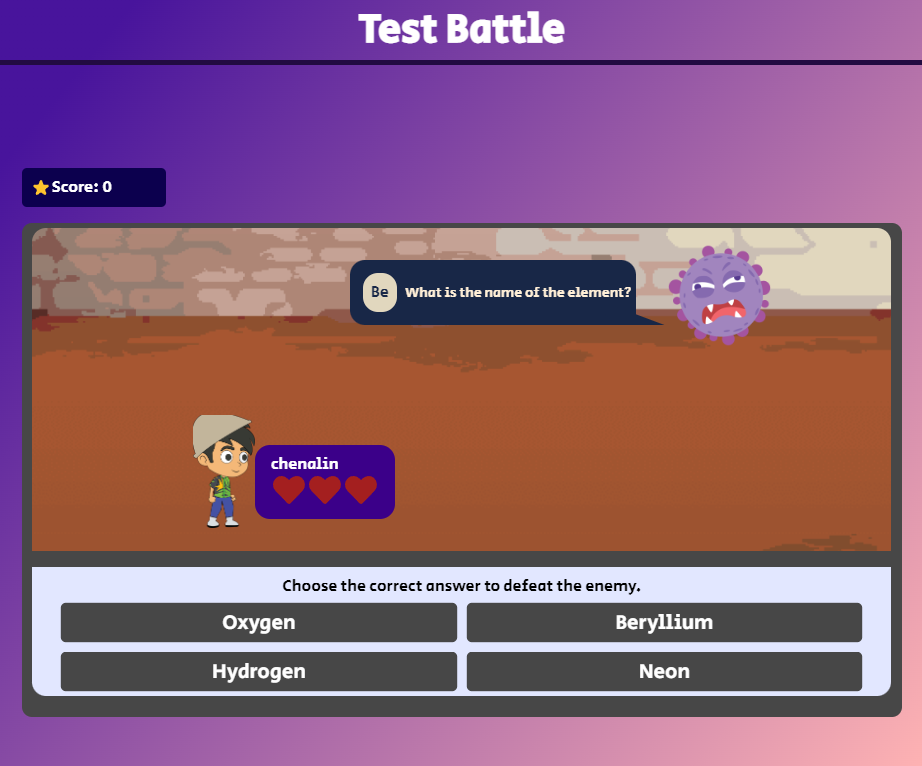 Test Battle
Score: 0
Be
What is the name of the element?
chenalin
Choose the correct answer to defeat the enemy.
Oxygen
Beryllium
Hydrogen
Neon